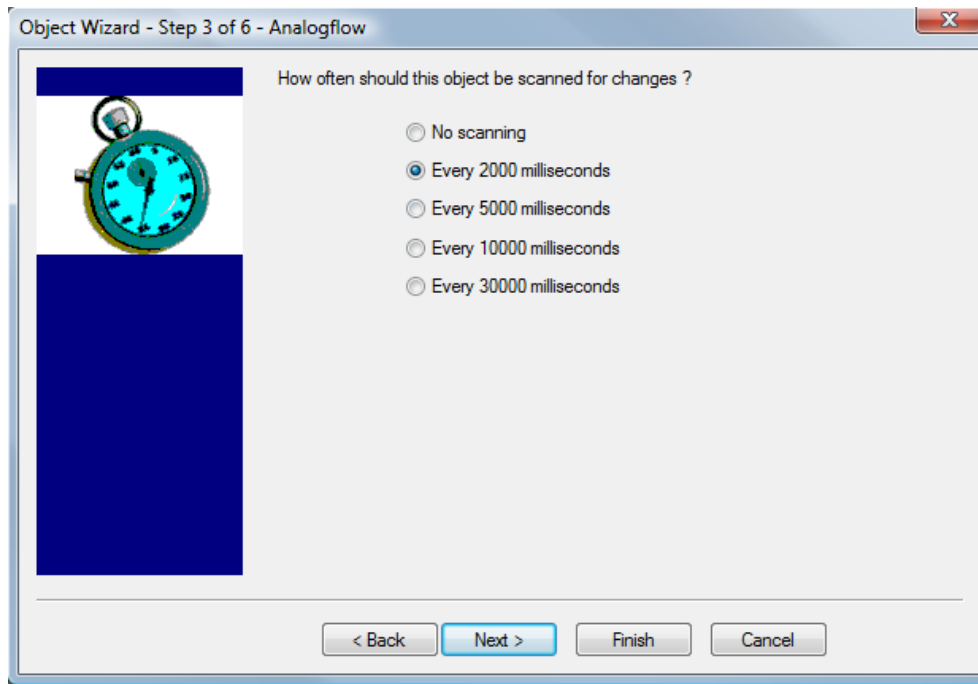 Object Wizard - Step 3 of 6 - Analogflow
How often should this object be scanned for changes ?
No scanning
Every 2000 milliseconds
Every 5000 milliseconds
Every 10000 milliseconds
Every 30000 milliseconds
< Back Next > Finish Cancel